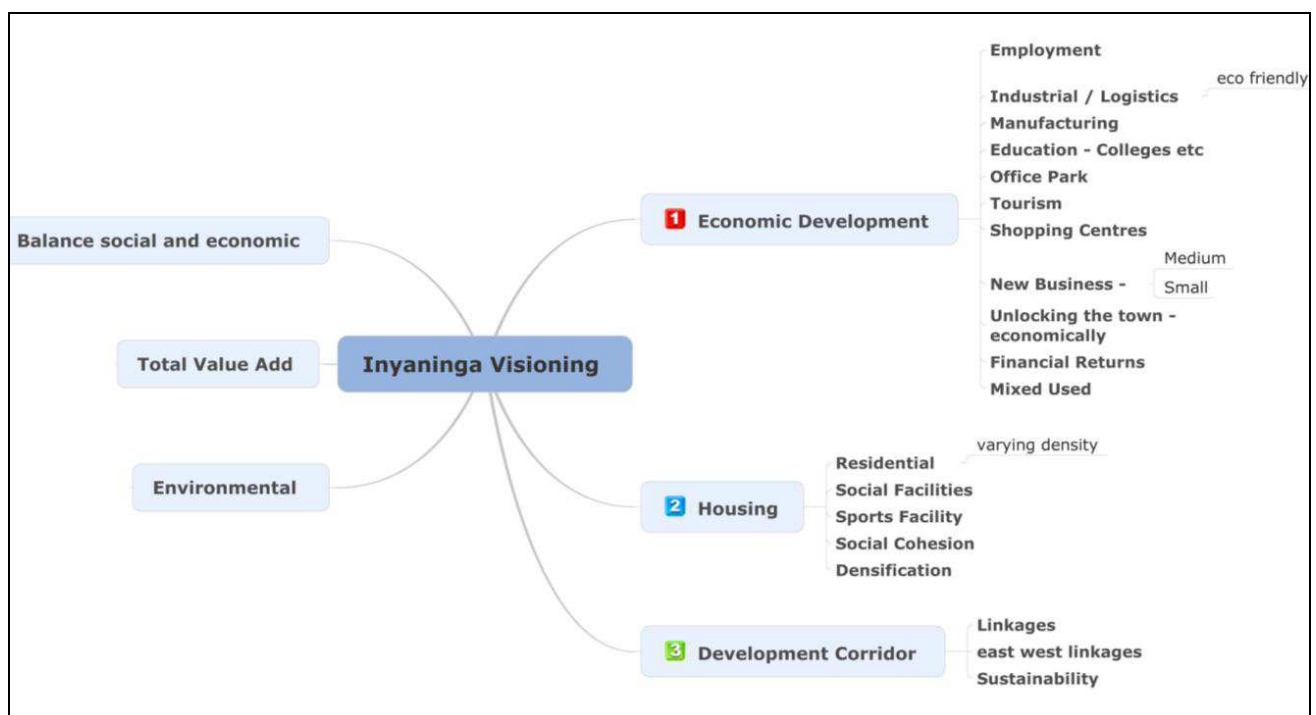 Inyaninga Visioning
1 Economic Development
Employment
Industrial / Logistics
eco friendly
Manufacturing
Education - Colleges etc
Office Park
Tourism
Shopping Centres
New Business -
Medium
Small
Unlocking the town -
economically
Financial Returns
Mixed Used
2 Housing
Residential
varying density
Social Facilities
Sports Facility
Social Cohesion
Densification
3 Development Corridor
Linkages
east west linkages
Sustainability
Balance social and economic
Total Value Add
Environmental